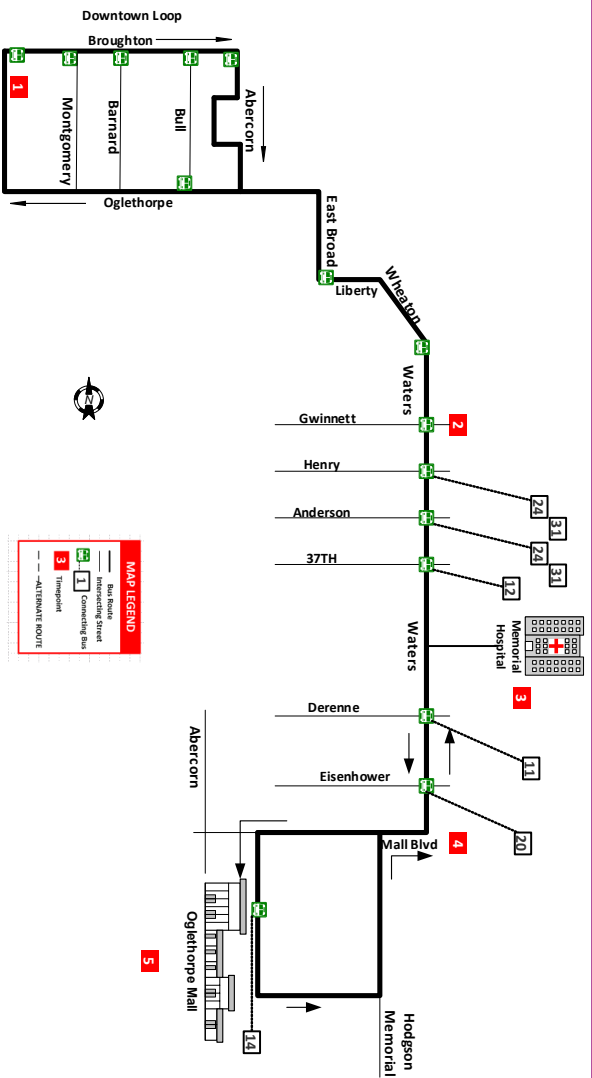 Downtown Loop
Broughton
1
Montgomery
Barnard
Bull
Abercorn
Oglethorpe
East Broad
Liberty
Wheaton
Waters
Gwinnett
2
Henry
24
31
Anderson
24
31
37TH
12
Waters
Memorial
Hospital
3
Derenne
11
Eisenhower
20
Mall Blvd
4
Abercorn
Oglethorpe Mall
5
14
Hodgson
Memorial
N
MAP LEGEND
Bus Route
Intersecting Street
1
Connecting Bus
3
Timepoint
ALTERNATE ROUTE